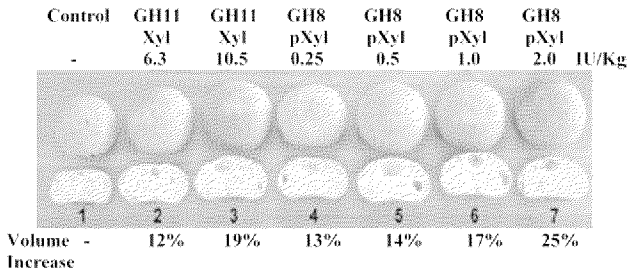 Control GH11 GH11 GH8 GH8 GH8 GH8
Xyl Xyl pXyl pXyl pXyl pXyl
- 6.3 10.5 0.25 0.5 1.0 2.0 IU/Kg
1 2 3 4 5 6 7
Volume - 12% 19% 13% 14% 17% 25%
Increase